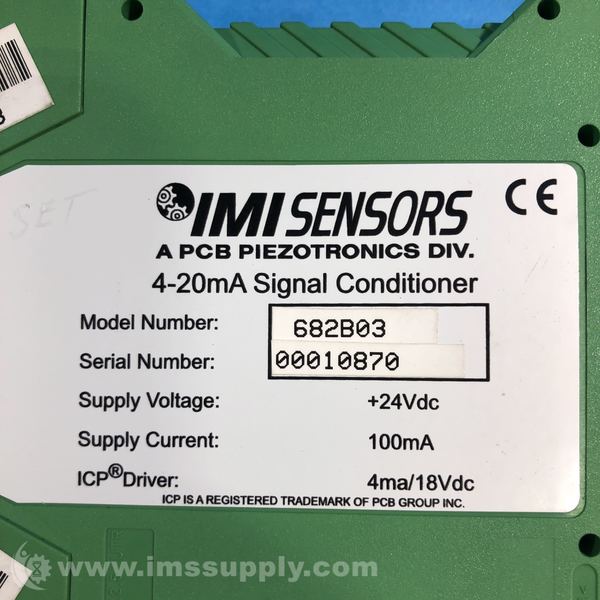 3
SET
IMI SENSORS CE
A PCB PIEZOTRONICS DIV.
4-20mA Signal Conditioner
Model Number: 682B03
Serial Number: 00010870
Supply Voltage: +24Vdc
Supply Current: 100mA
ICP® Driver: 4ma/18Vdc
ICP IS A REGISTERED TRADEMARK OF PCB GROUP INC.
www.imssupply.com